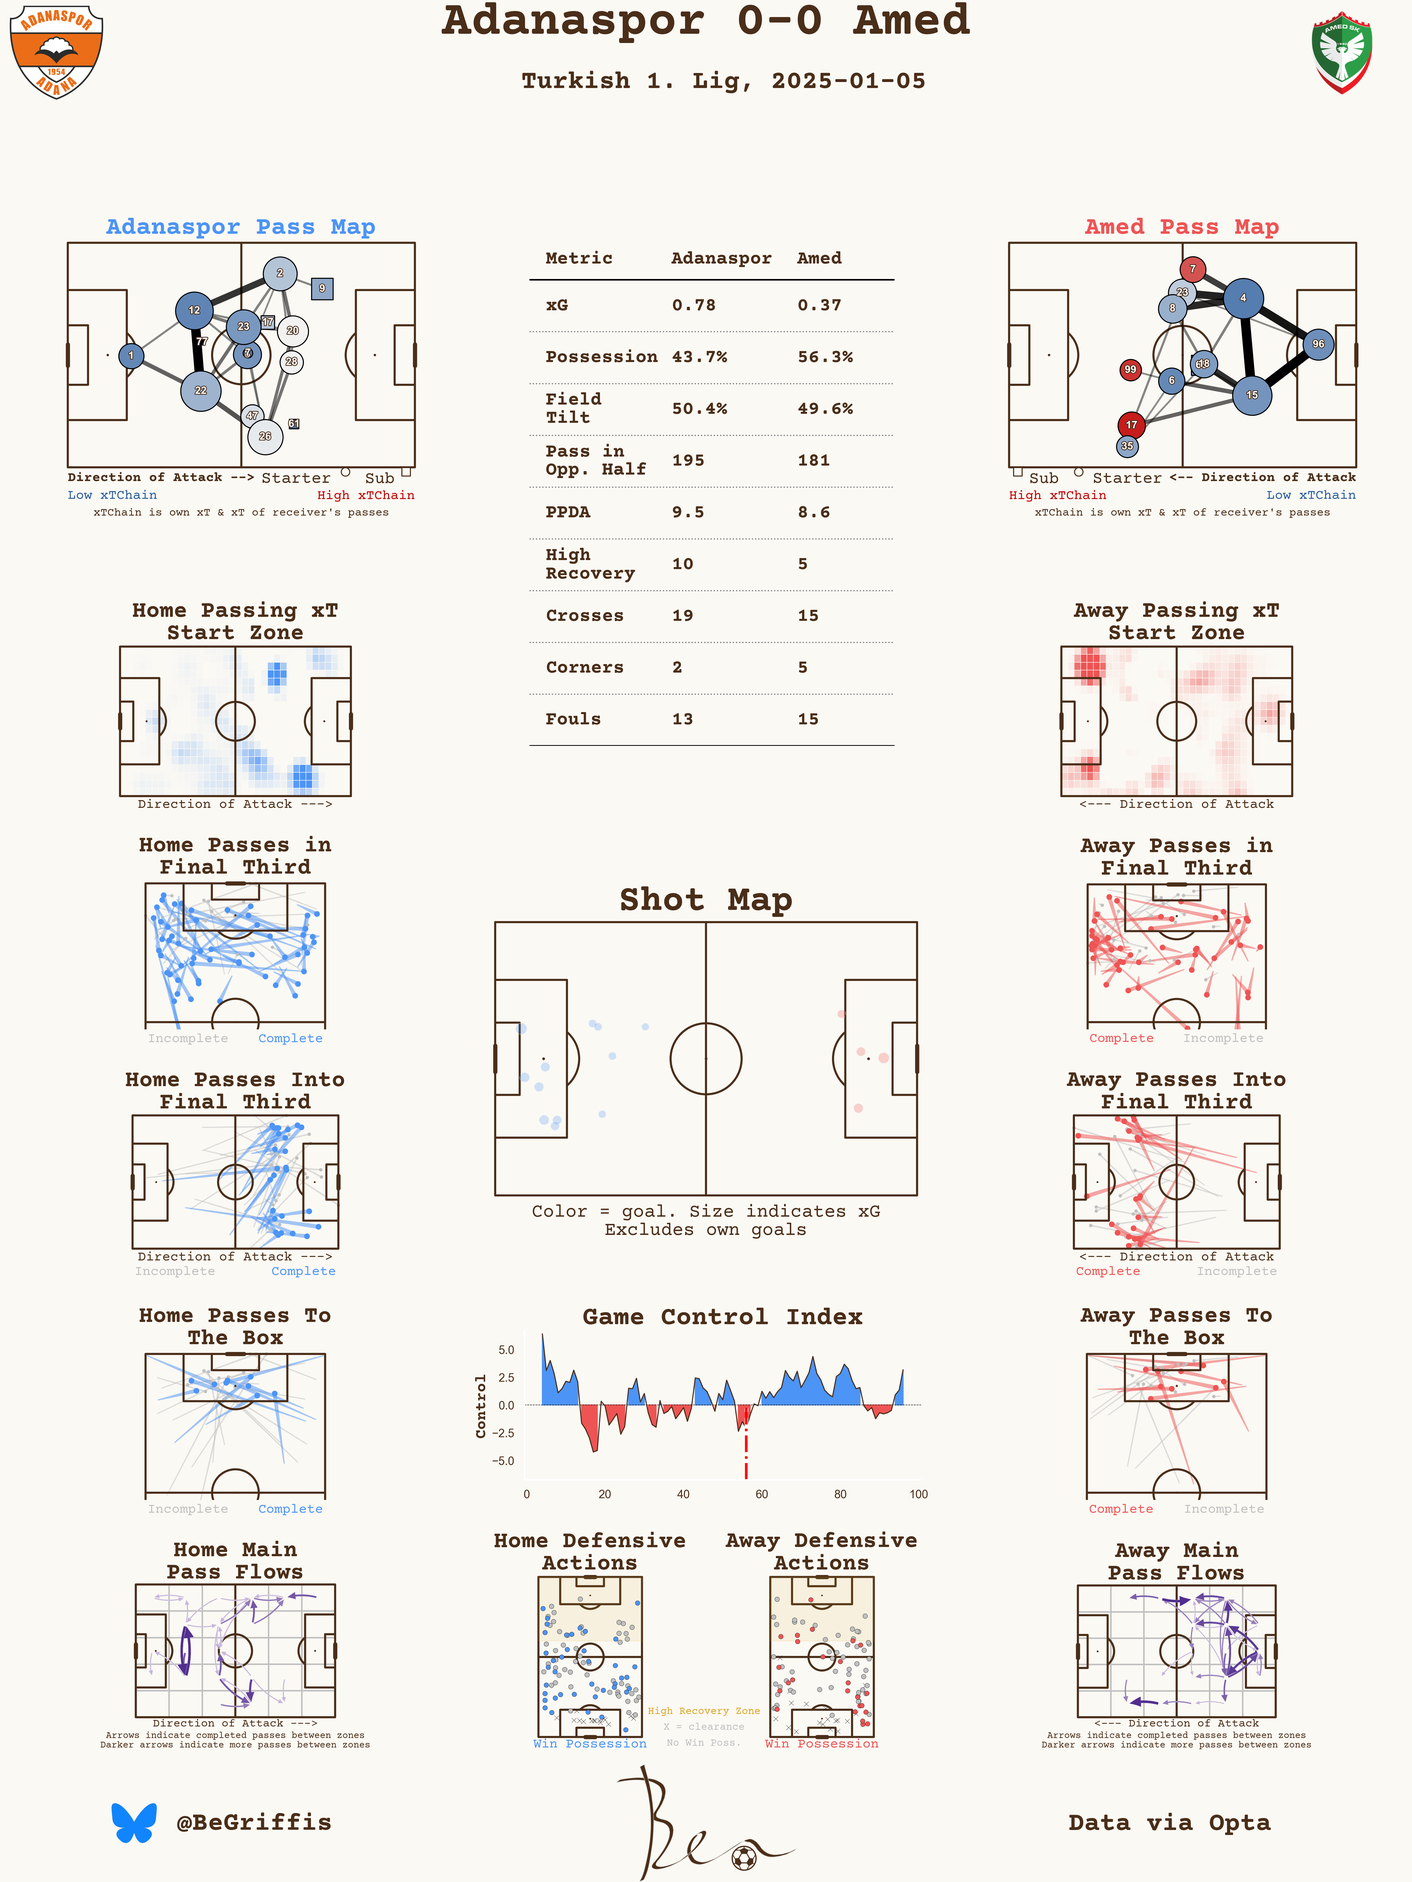 Adanaspor 0-0 Amed
Turkish 1. Lig, 2025-01-05
ADANASPOR
1954
ADANA
AMED SK
Adanaspor Pass Map
2
9
12
23
17
20
77
1
28
22
47
26
61
Direction of Attack --> Starter Sub
Low xTChain High xTChain
xTChain is own xT & xT of receiver's passes
Metric Adanaspor Amed
xG 0.78 0.37
Possession 43.7% 56.3%
Field
Tilt 50.4% 49.6%
Pass in
Opp. Half 195 181
PPDA 9.5 8.6
High
Recovery 10 5
Crosses 19 15
Corners 2 5
Fouls 13 15
Amed Pass Map
7
23
4
8
96
99
18
6
15
17
35
Sub Starter <-- Direction of Attack
High xTChain Low xTChain
xTChain is own xT & xT of receiver's passes
Home Passing xT
Start Zone
Direction of Attack --->
Away Passing xT
Start Zone
<--- Direction of Attack
Home Passes in
Final Third
Incomplete Complete
Away Passes in
Final Third
Complete Incomplete
Shot Map
Color = goal. Size indicates xG
Excludes own goals
Home Passes Into
Final Third
Direction of Attack --->
Incomplete Complete
Away Passes Into
Final Third
<--- Direction of Attack
Complete Incomplete
Home Passes To
The Box
Incomplete Complete
Game Control Index
Control
5.0
2.5
0.0
−2.5
−5.0
0 20 40 60 80 100
Away Passes To
The Box
Complete Incomplete
Home Main
Pass Flows
Direction of Attack --->
Arrows indicate completed passes between zones
Darker arrows indicate more passes between zones
Home Defensive
Actions
Win Possession
Away Defensive
Actions
Win Possession
High Recovery Zone
X = clearance
No Win Poss.
Away Main
Pass Flows
<--- Direction of Attack
Arrows indicate completed passes between zones
Darker arrows indicate more passes between zones
@BeGriffis
Ben
Data via Opta